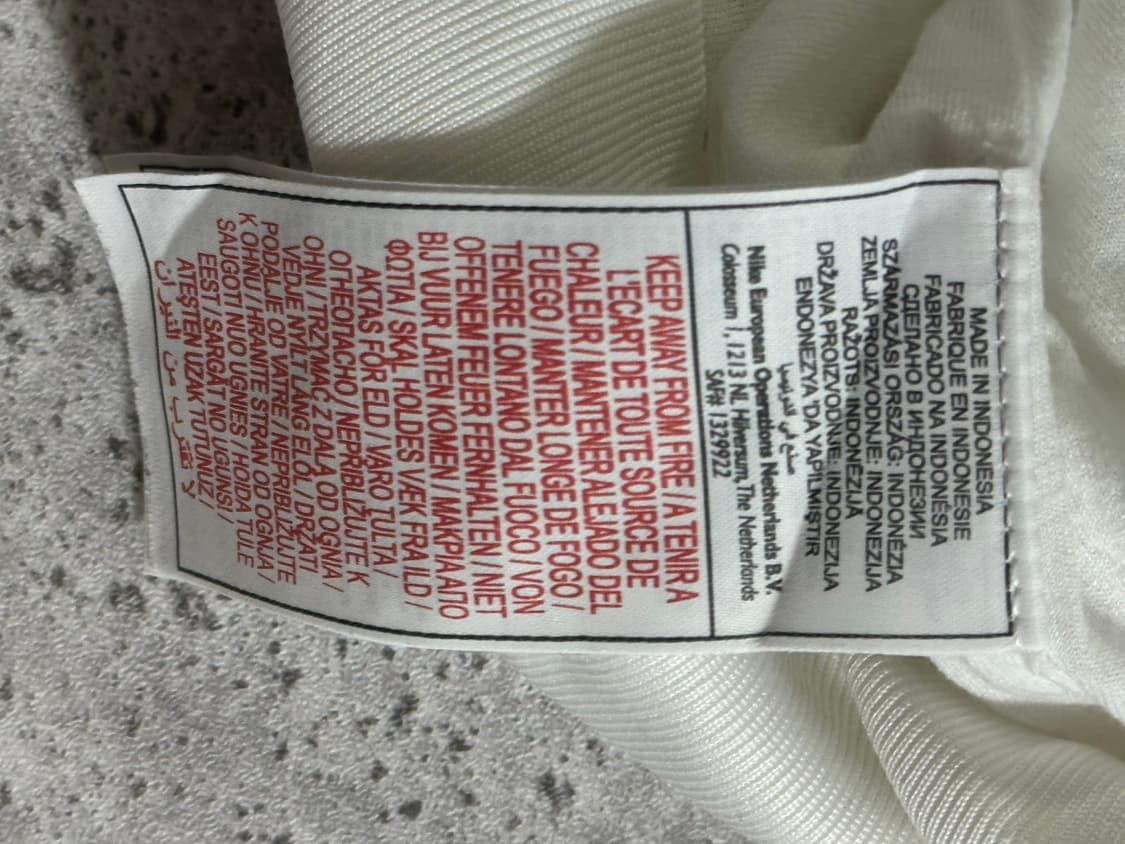 MADE IN INDONESIA
FABRIQUE EN INDONESIE
FABRICADO NA INDONÉSIA
СДЕЛАНО В ИНДОНЕЗИИ
SZÁRMAZÁSI ORSZÁG: INDONÉZIA
ZEMLJA PROIZVODNJE: INDONEZIJA
RAŽOTS: INDONĒZIJĀ
DRŽAVA PROIZVODNJE: INDONEZIJA
ENDONEZYA'DA YAPILMIŞTIR
صنع في اندونيسيا
Nike European Operations Netherlands B.V.
Colosseum 1, 1213 NL Hilversum, The Netherlands
SAF# 1329922
KEEP AWAY FROM FIRE / A TENIR A
L'ECART DE TOUTE SOURCE DE
CHALEUR / MANTENER ALEJADO DEL
FUEGO / MANTER LONGE DE FOGO /
TENERE LONTANO DAL FUOCO / VON
OFFENEM FEUER FERNHALTEN / NIET
BIJ VUUR LATEN KOMEN / ΜΑΚΡΙΑ ΑΠΟ
ΦΩΤΙΑ / SKAL HOLDES VÆK FRA ILD /
AKTAS FÖR ELD / VARO TULTA /
ОГНЕОПАСНО / NEPRIBLIŽUJTE K
OHNI / TRZYMAĆ Z DALA OD OGNIA /
VÉDJE NYÍLT LÁNG ELŐL / DRŽATI
PODALJE OD VATRE / NEPRIBLIŽUJTE
K OHNU / HRANITE STRAN OD OGNJA /
SAUGOTI NUO UGNIES / HOIDA TULE
EEST / SARGĀT NO UGUNS /
ATEŞTEN UZAK TUTUNUZ /
لا تقترب من النيران